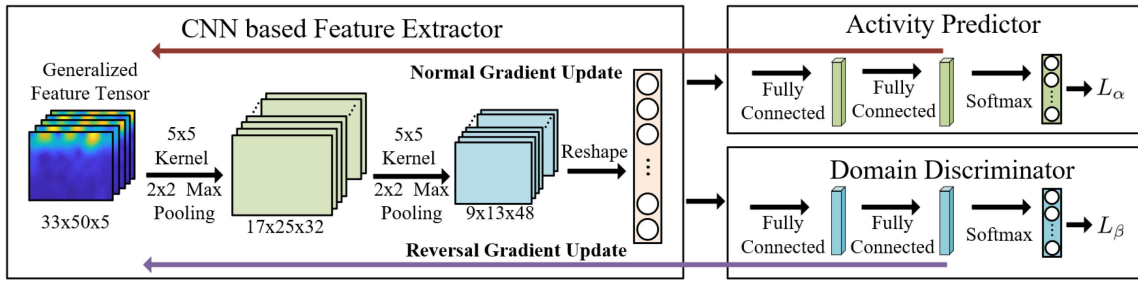 CNN based Feature Extractor
Generalized
Feature Tensor
33x50x5
5x5
Kernel
2x2 Max
Pooling
17x25x32
5x5
Kernel
2x2 Max
Pooling
9x13x48
Reshape
Normal Gradient Update
Reversal Gradient Update
Activity Predictor
Fully
Connected
Fully
Connected
Softmax
L_α
Domain Discriminator
Fully
Connected
Fully
Connected
Softmax
L_β